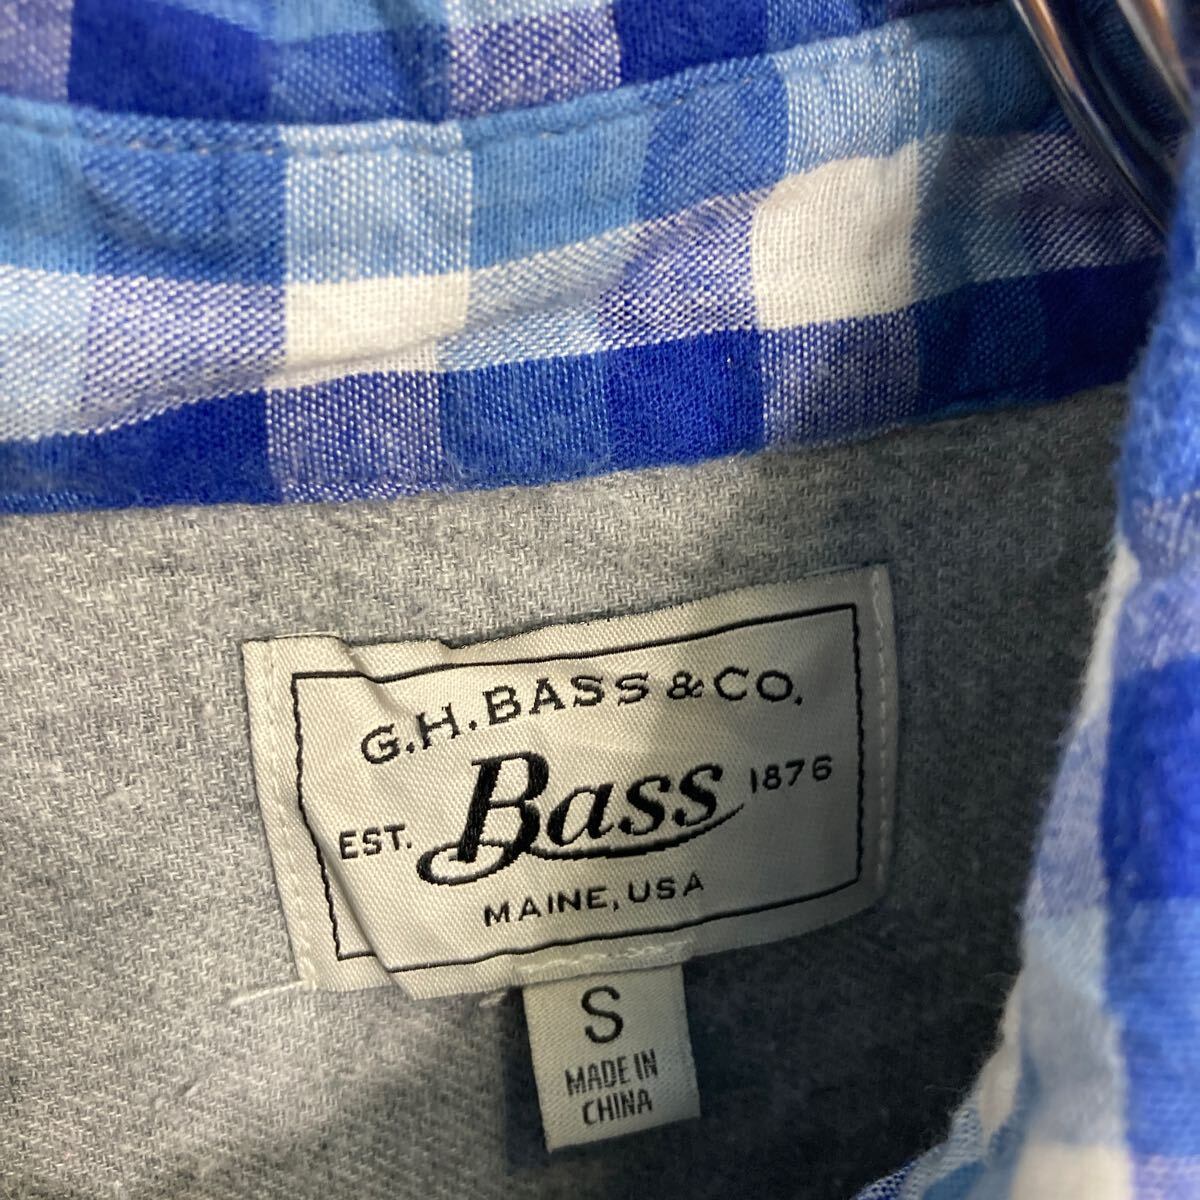 G.H.BASS & CO.
EST. Bass 1876
MAINE, USA
S
MADE IN
CHINA